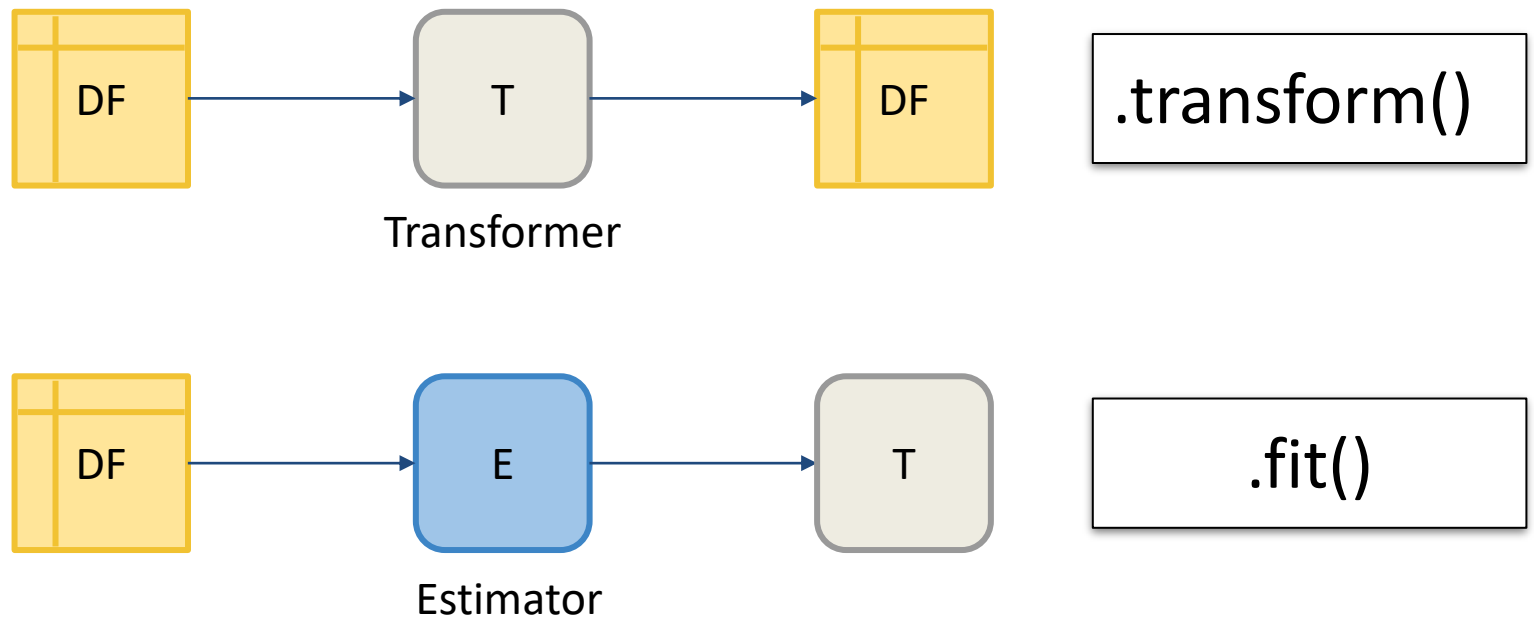 DF
T
DF
.transform()
Transformer
DF
E
T
.fit()
Estimator